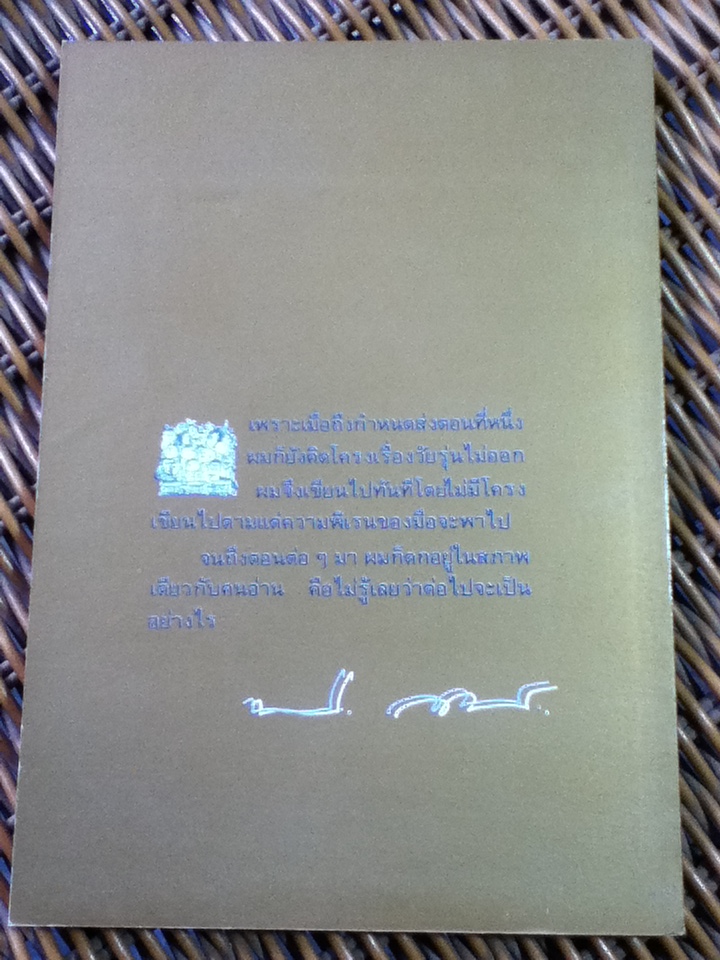 เพราะเมื่อถึงกำหนดส่งตอนที่หนึ่ง
ผมก็ยังคิดโครงเรื่องวัยรุ่นไม่ออก
ผมจึงเขียนไปทันทีโดยไม่มีโครง
เขียนไปตามแต่ความพิเรนของมือจะพาไป
จนถึงตอนต่อ ๆ มา ผมก็ตกอยู่ในสภาพ
เดียวกับคนอ่าน คือไม่รู้เลยว่าต่อไปจะเป็น
อย่างไร